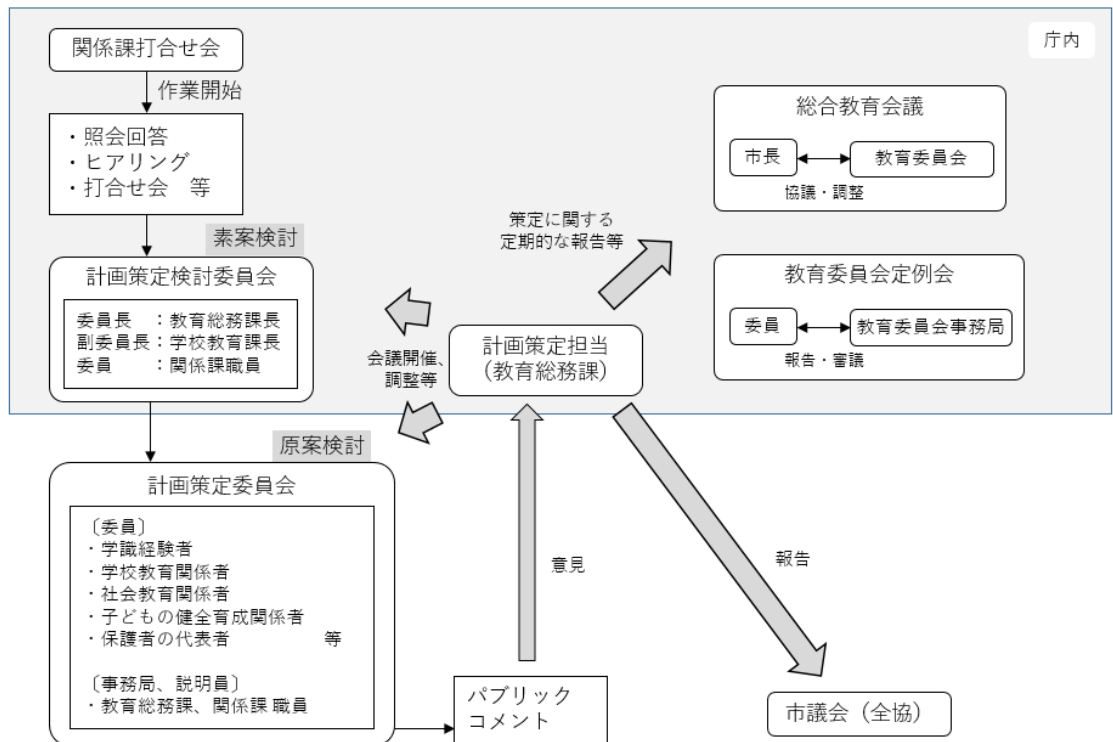 庁内
関係課打合せ会
作業開始
・照会回答
・ヒアリング
・打合せ会　等
素案検討
計画策定検討委員会
委員長　：教育総務課長
副委員長：学校教育課長
委員　　：関係課職員
総合教育会議
市長
教育委員会
協議・調整
策定に関する
定期的な報告等
教育委員会定例会
委員
教育委員会事務局
報告・審議
計画策定担当
（教育総務課）
会議開催、
調整等
原案検討
計画策定委員会
〔委員〕
・学識経験者
・学校教育関係者
・社会教育関係者
・子どもの健全育成関係者
・保護者の代表者　　　　　等
〔事務局、説明員〕
・教育総務課、関係課 職員
意見
報告
パブリック
コメント
市議会（全協）